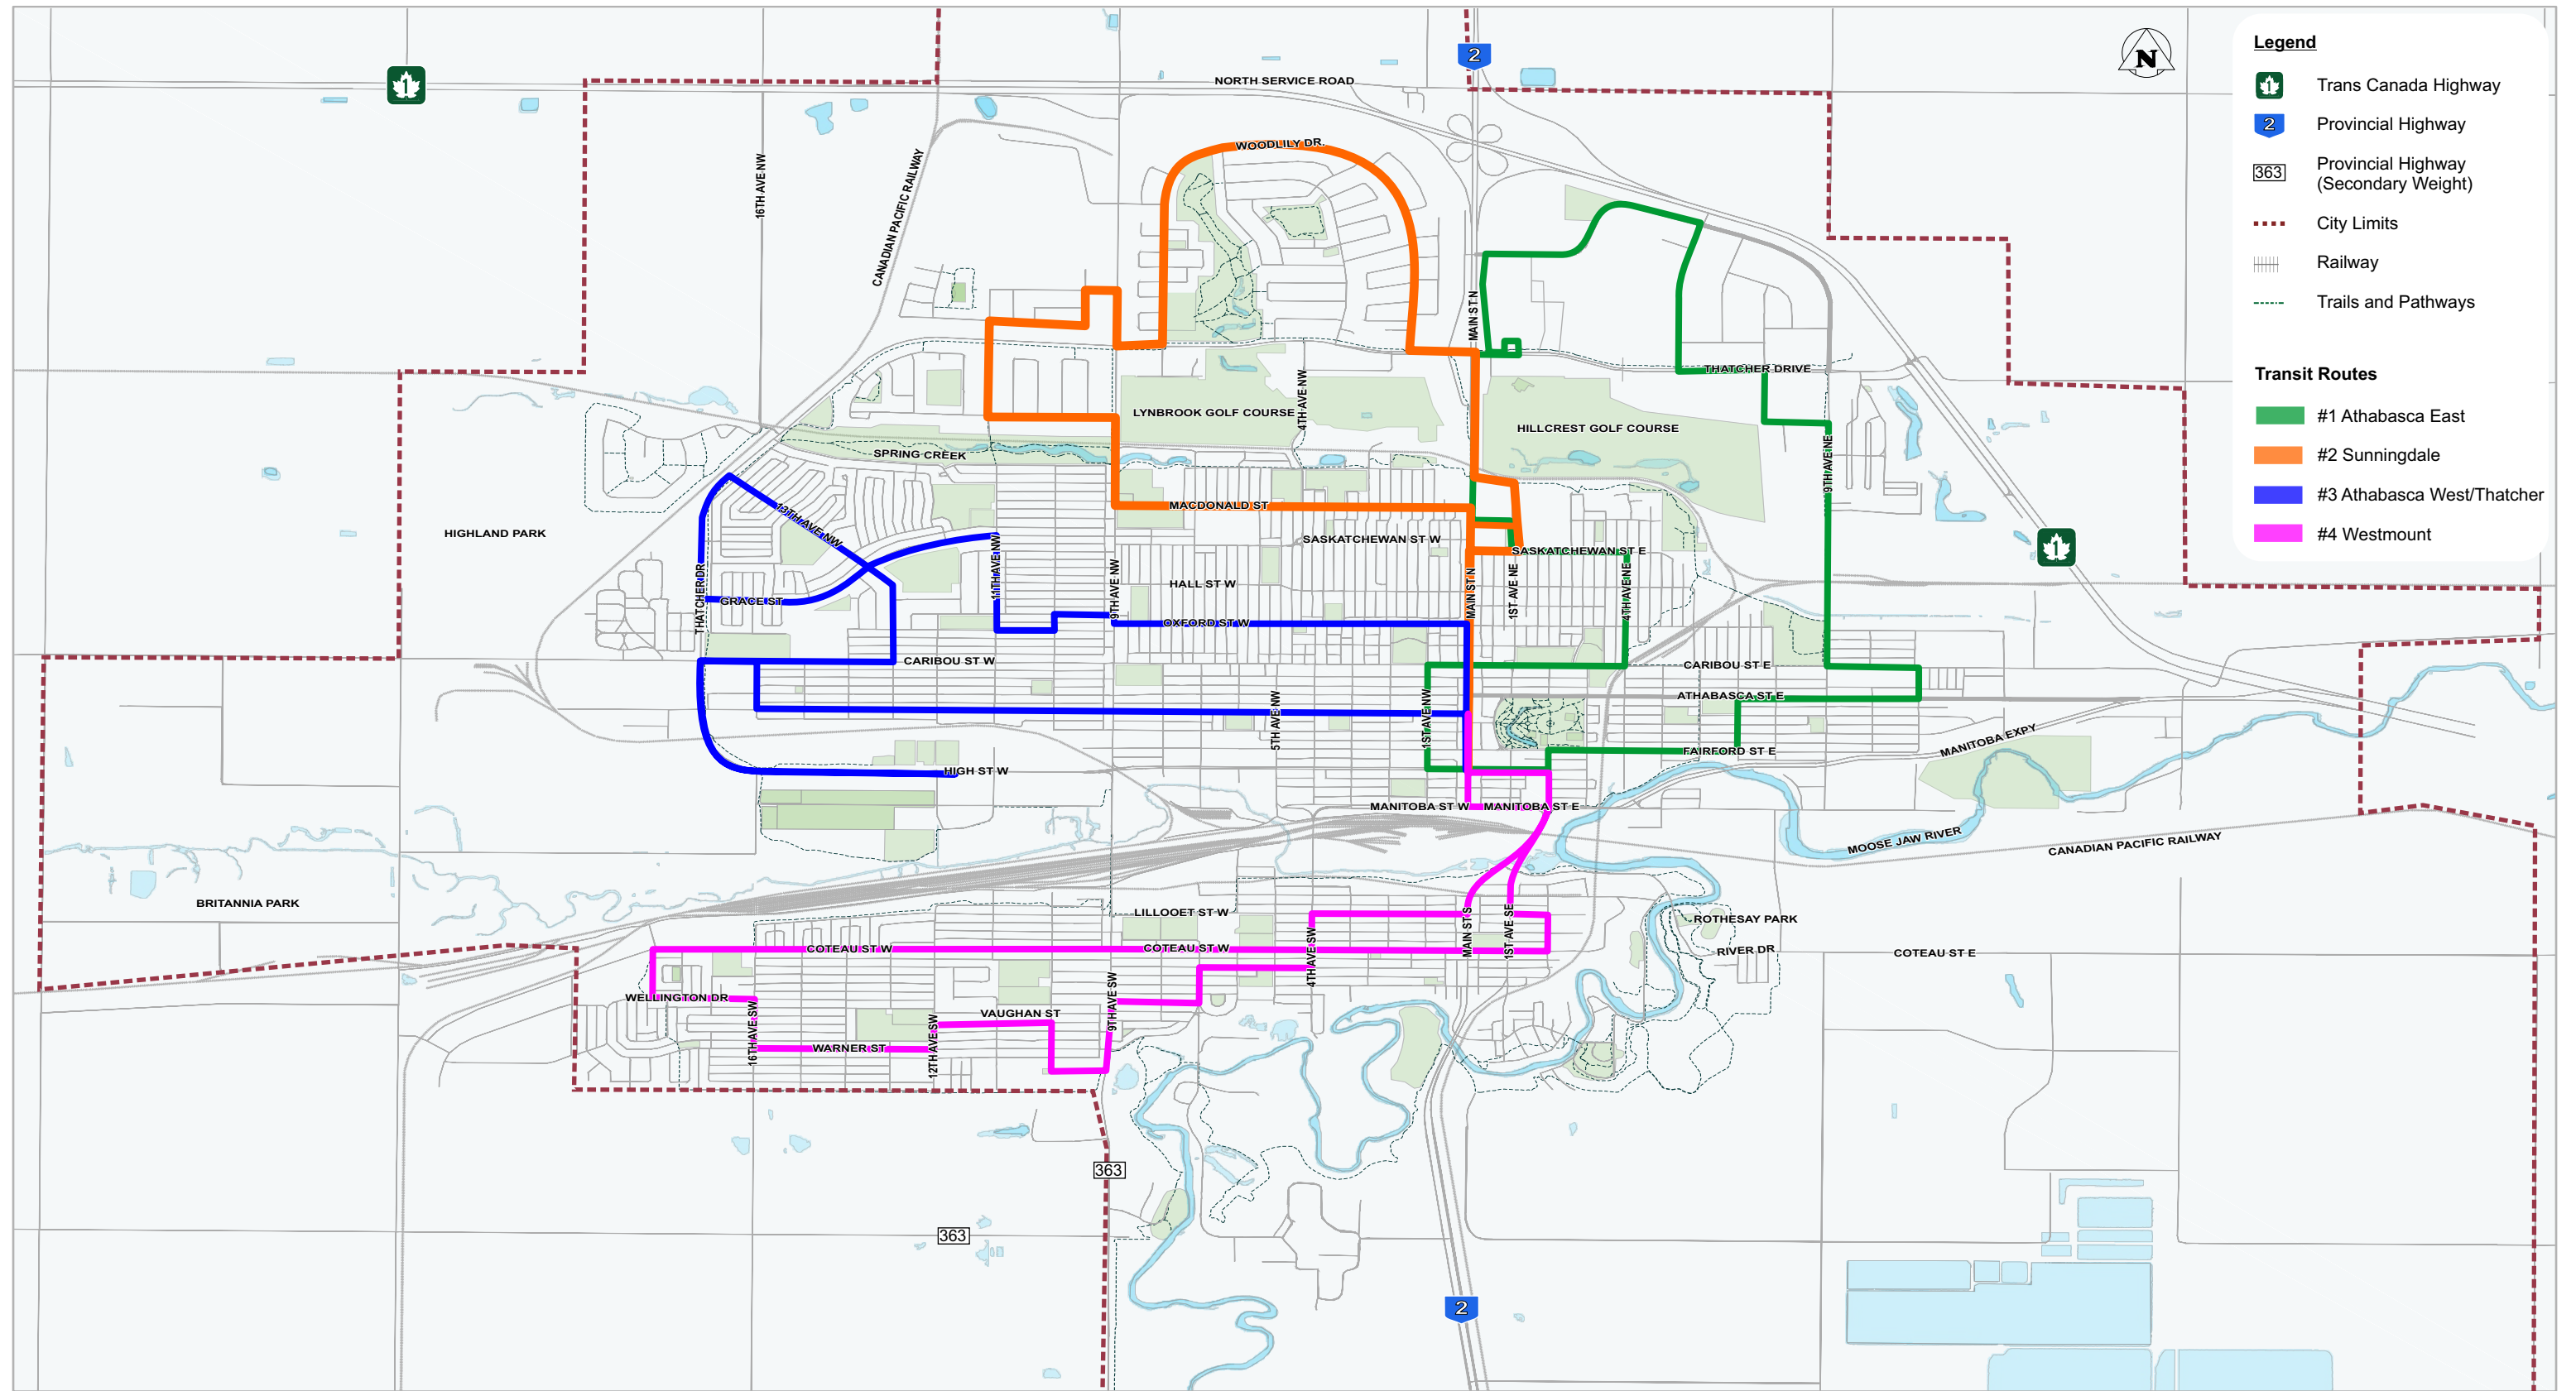 2
Legend
1
NORTH SERVICE ROAD
1
Trans Canada Highway
2
Provincial Highway
WOODLILY DR.
363
Provincial Highway
(Secondary Weight)
16TH AVE NW
CANADIAN PACIFIC RAILWAY
City Limits
Railway
MAIN ST N
Trails and Pathways
THATCHER DRIVE
Transit Routes
4TH AVE NW
LYNBROOK GOLF COURSE
#1 Athabasca East
HILLCREST GOLF COURSE
SPRING CREEK
#2 Sunningdale
9TH AVE NE
#3 Athabasca West/Thatcher
MACDONALD ST
13TH AVE NW
HIGHLAND PARK
#4 Westmount
SASKATCHEWAN ST W
SASKATCHEWAN ST E
1
11TH AVE NW
HALL ST W
9TH AVE NW
MAIN ST N
1ST AVE NE
4TH AVE NE
THATCHER DR
GRACE ST
OXFORD ST W
CARIBOU ST W
CARIBOU ST E
ATHABASCA ST E
5TH AVE NW
1ST AVE NW
FAIRFORD ST E
MANITOBA EXPY
HIGH ST W
MANITOBA ST W
MANITOBA ST E
MOOSE JAW RIVER
CANADIAN PACIFIC RAILWAY
BRITANNIA PARK
LILLOOET ST W
ROTHESAY PARK
MAIN ST S
1ST AVE SE
COTEAU ST W
COTEAU ST W
4TH AVE SW
RIVER DR
COTEAU ST E
WELLINGTON DR
9TH AVE SW
VAUGHAN ST
16TH AVE SW
12TH AVE SW
WARNER ST
363
363
2
N